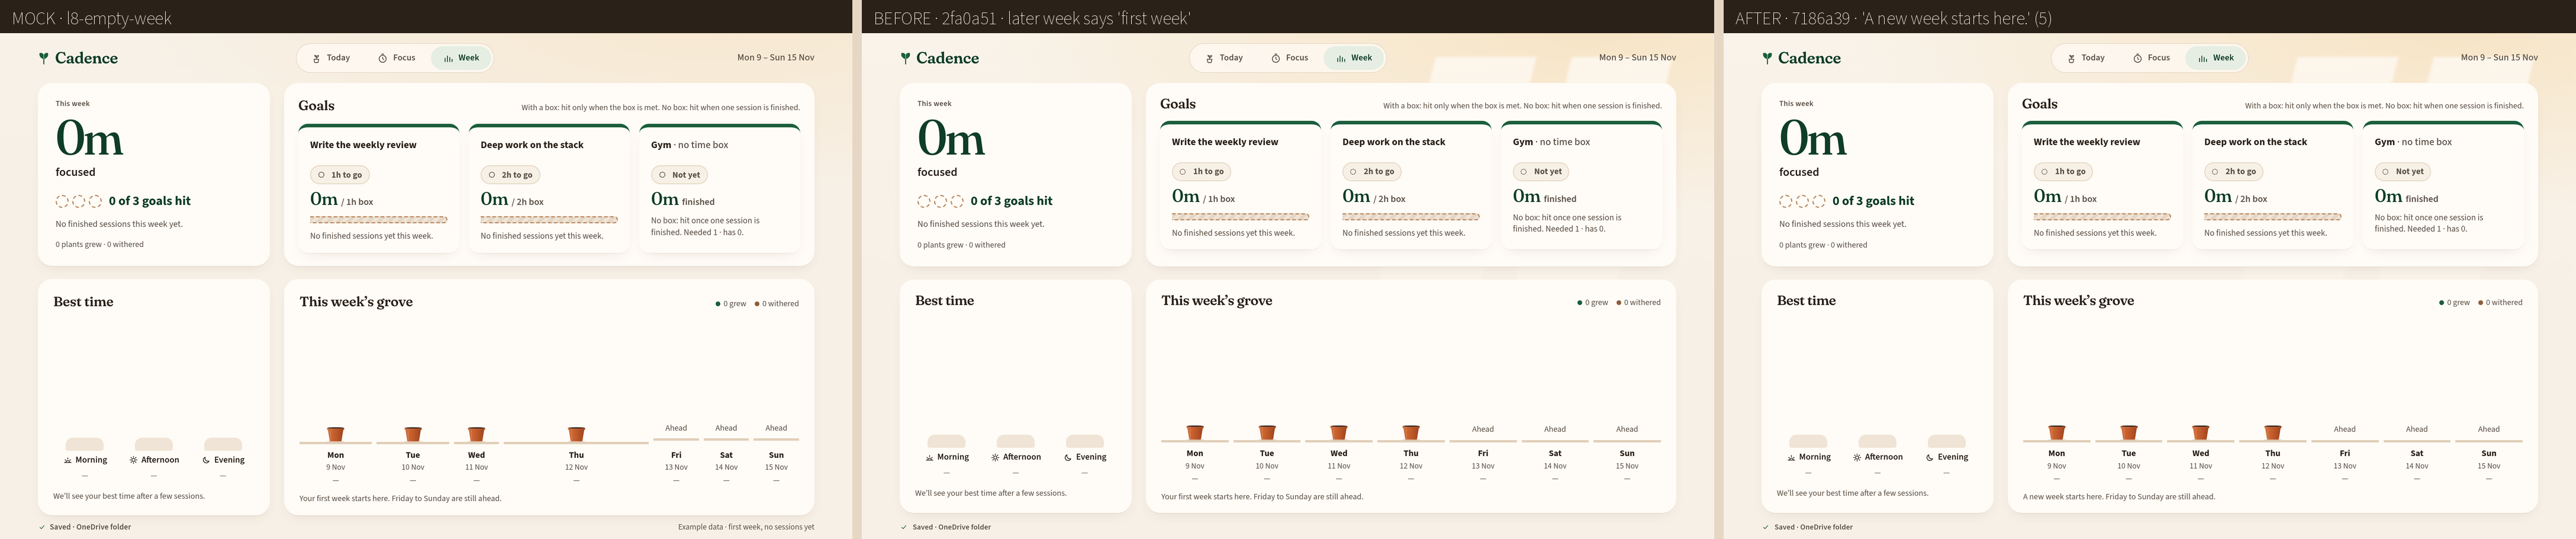 MOCK · l8-empty-week
Cadence
Today Focus Week
Mon 9 – Sun 15 Nov
This week
0m
focused
0 of 3 goals hit
No finished sessions this week yet.
0 plants grew · 0 withered
Goals
With a box: hit only when the box is met. No box: hit when one session is finished.
Write the weekly review
1h to go
0m / 1h box
No finished sessions yet this week.
Deep work on the stack
2h to go
0m / 2h box
No finished sessions yet this week.
Gym · no time box
Not yet
0m finished
No box: hit once one session is
finished. Needed 1 · has 0.
Best time
Morning Afternoon Evening
— — —
We'll see your best time after a few sessions.
This week’s grove
0 grew 0 withered
Ahead Ahead Ahead
Mon Tue Wed Thu Fri Sat Sun
9 Nov 10 Nov 11 Nov 12 Nov 13 Nov 14 Nov 15 Nov
— — — — — — —
Your first week starts here. Friday to Sunday are still ahead.
Saved · OneDrive folder
Example data · first week, no sessions yet
BEFORE · 2fa0a51 · later week says 'first week'
Cadence
Today Focus Week
Mon 9 – Sun 15 Nov
This week
0m
focused
0 of 3 goals hit
No finished sessions this week yet.
0 plants grew · 0 withered
Goals
With a box: hit only when the box is met. No box: hit when one session is finished.
Write the weekly review
1h to go
0m / 1h box
No finished sessions yet this week.
Deep work on the stack
2h to go
0m / 2h box
No finished sessions yet this week.
Gym · no time box
Not yet
0m finished
No box: hit once one session is
finished. Needed 1 · has 0.
Best time
Morning Afternoon Evening
— — —
We'll see your best time after a few sessions.
This week’s grove
0 grew 0 withered
Ahead Ahead Ahead
Mon Tue Wed Thu Fri Sat Sun
9 Nov 10 Nov 11 Nov 12 Nov 13 Nov 14 Nov 15 Nov
— — — — — — —
Your first week starts here. Friday to Sunday are still ahead.
Saved · OneDrive folder
AFTER · 7186a39 · 'A new week starts here.' (5)
Cadence
Today Focus Week
Mon 9 – Sun 15 Nov
This week
0m
focused
0 of 3 goals hit
No finished sessions this week yet.
0 plants grew · 0 withered
Goals
With a box: hit only when the box is met. No box: hit when one session is finished.
Write the weekly review
1h to go
0m / 1h box
No finished sessions yet this week.
Deep work on the stack
2h to go
0m / 2h box
No finished sessions yet this week.
Gym · no time box
Not yet
0m finished
No box: hit once one session is
finished. Needed 1 · has 0.
Best time
Morning Afternoon Evening
— — —
We'll see your best time after a few sessions.
This week’s grove
0 grew 0 withered
Ahead Ahead Ahead
Mon Tue Wed Thu Fri Sat Sun
9 Nov 10 Nov 11 Nov 12 Nov 13 Nov 14 Nov 15 Nov
— — — — — — —
A new week starts here. Friday to Sunday are still ahead.
Saved · OneDrive folder